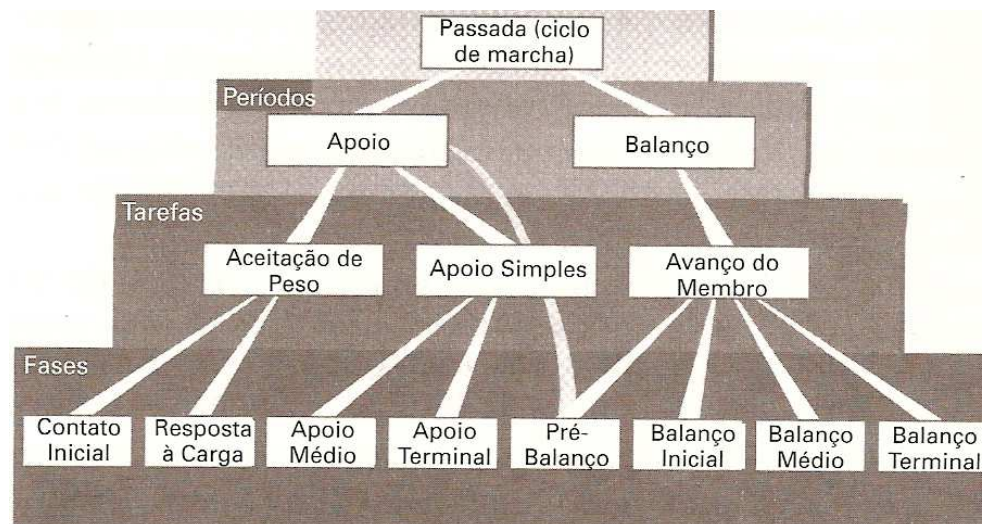 Passada (ciclo
de marcha)
Períodos
Apoio
Balanço
Tarefas
Aceitação de
Peso
Apoio Simples
Avanço do
Membro
Fases
Contato
Inicial
Resposta
à Carga
Apoio
Médio
Apoio
Terminal
Pré-
Balanço
Balanço
Inicial
Balanço
Médio
Balanço
Terminal